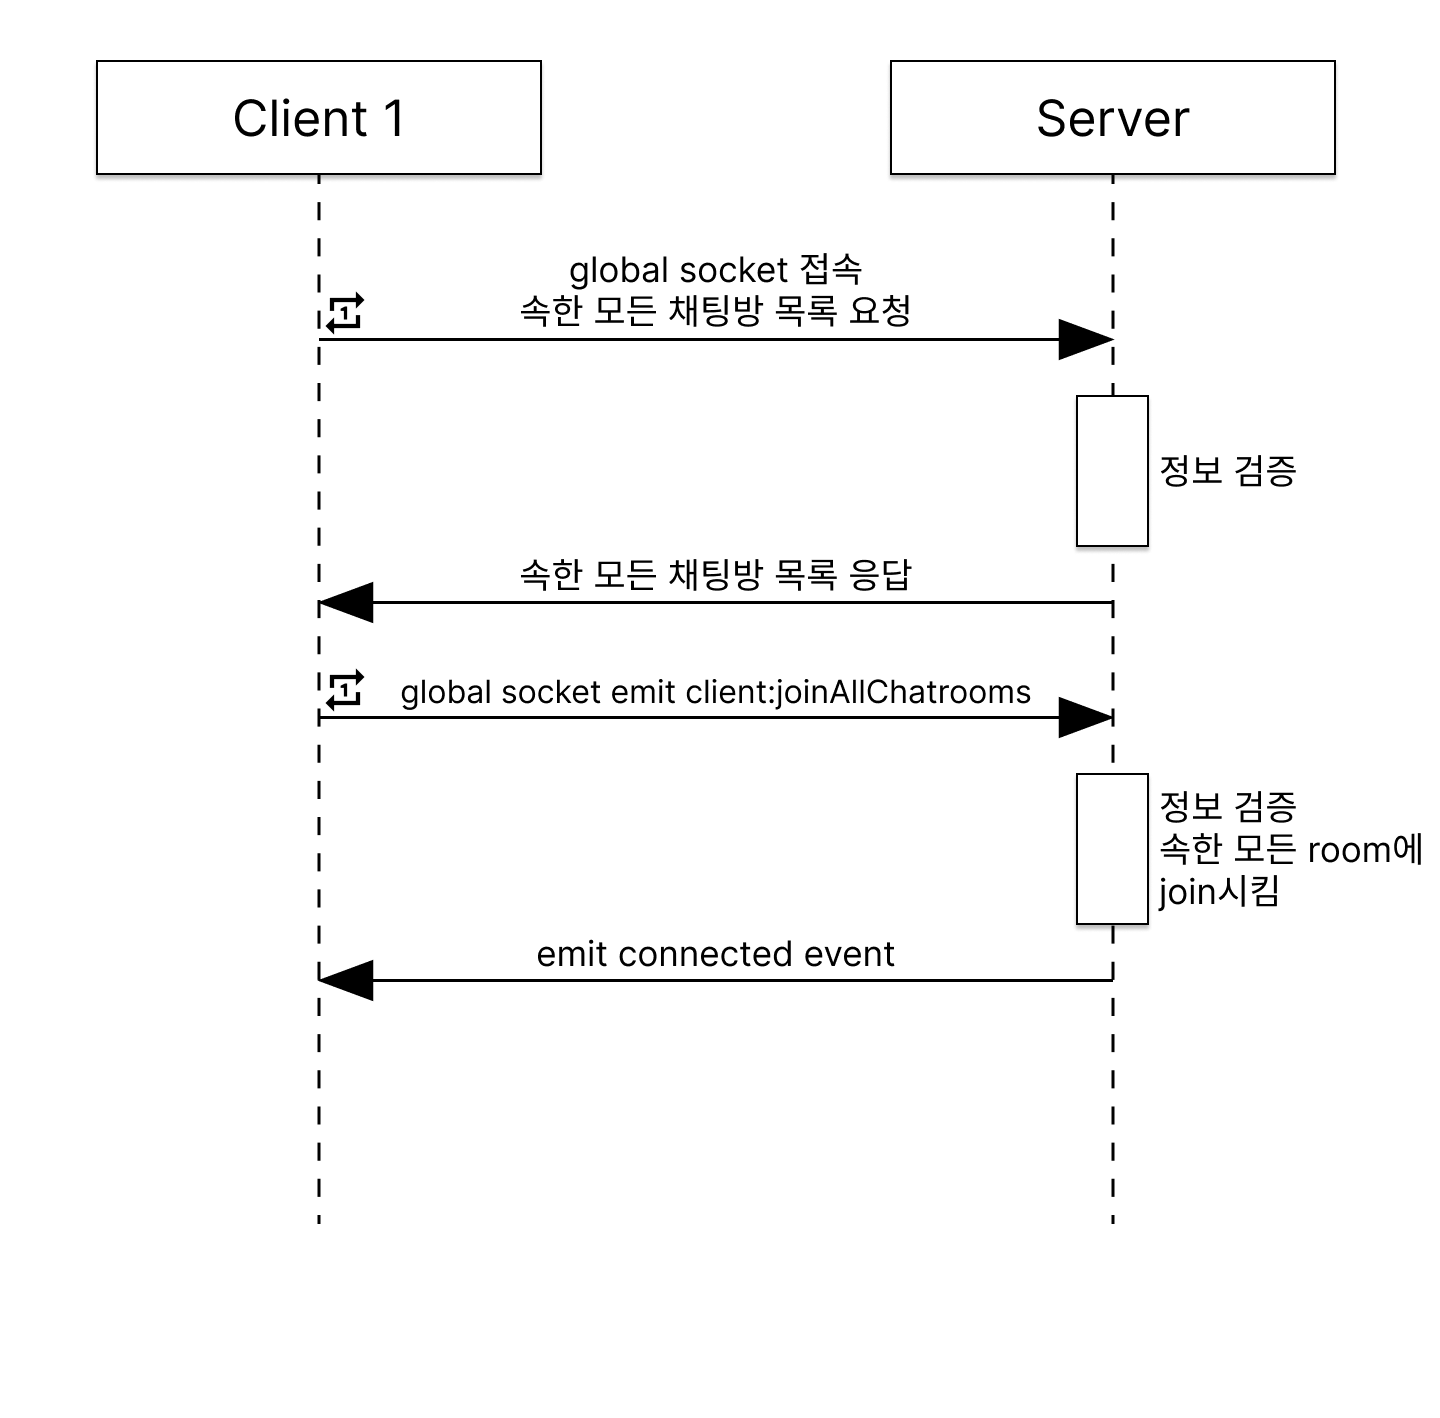 Client 1
Server
global socket 접속
속한 모든 채팅방 목록 요청
1
정보 검증
속한 모든 채팅방 목록 응답
1
global socket emit client:joinAllChatrooms
정보 검증
속한 모든 room에
join시킴
emit connected event